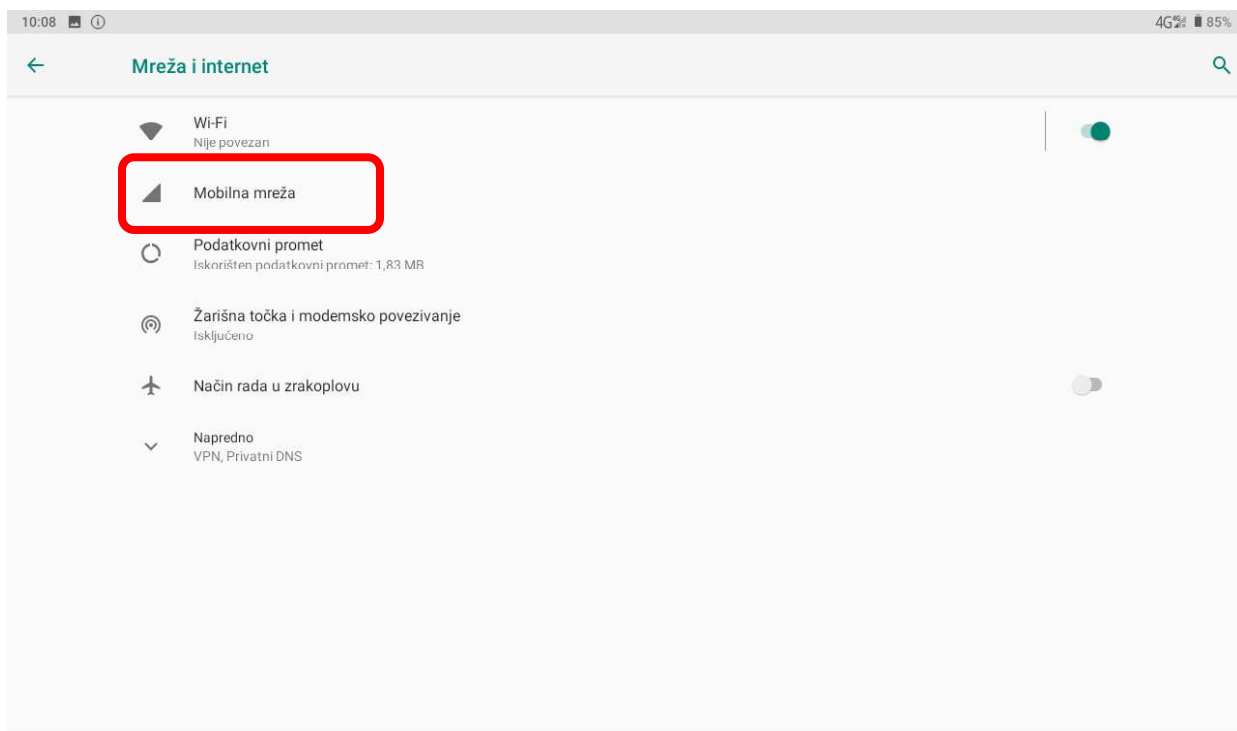 10:08
4G 85%
Mreža i internet
Wi-Fi
Nije povezan
Mobilna mreža
Podatkovni promet
Iskorišten podatkovni promet: 1,83 MB
Žarišna točka i modemsko povezivanje
Isključeno
Način rada u zrakoplovu
Napredno
VPN, Privatni DNS